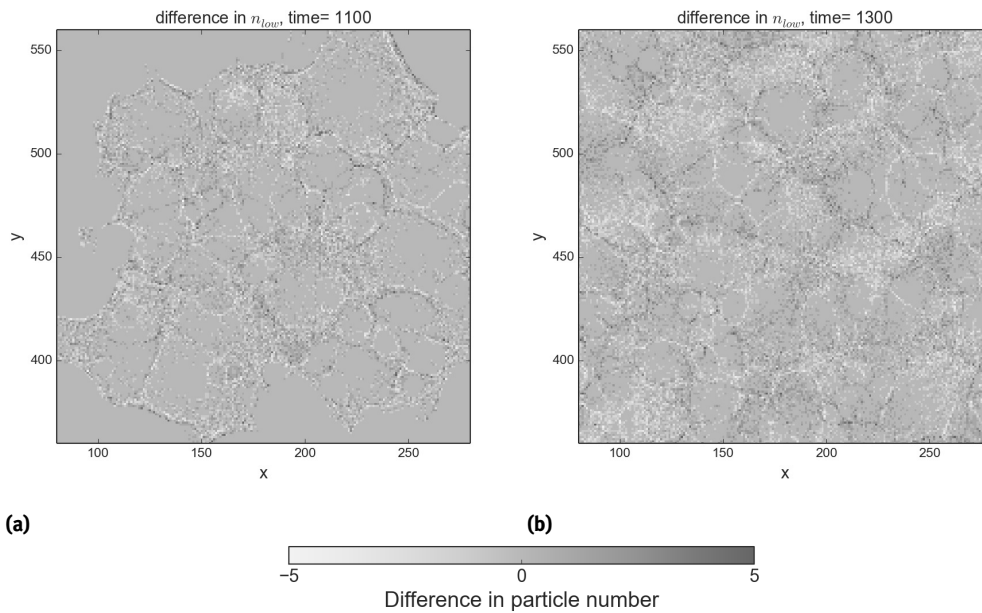 difference in n_low, time= 1100
difference in n_low, time= 1300
y
550
500
450
400
100 150 200 250
x
y
550
500
450
400
100 150 200 250
x
(a)
(b)
−5 0 5
Difference in particle number